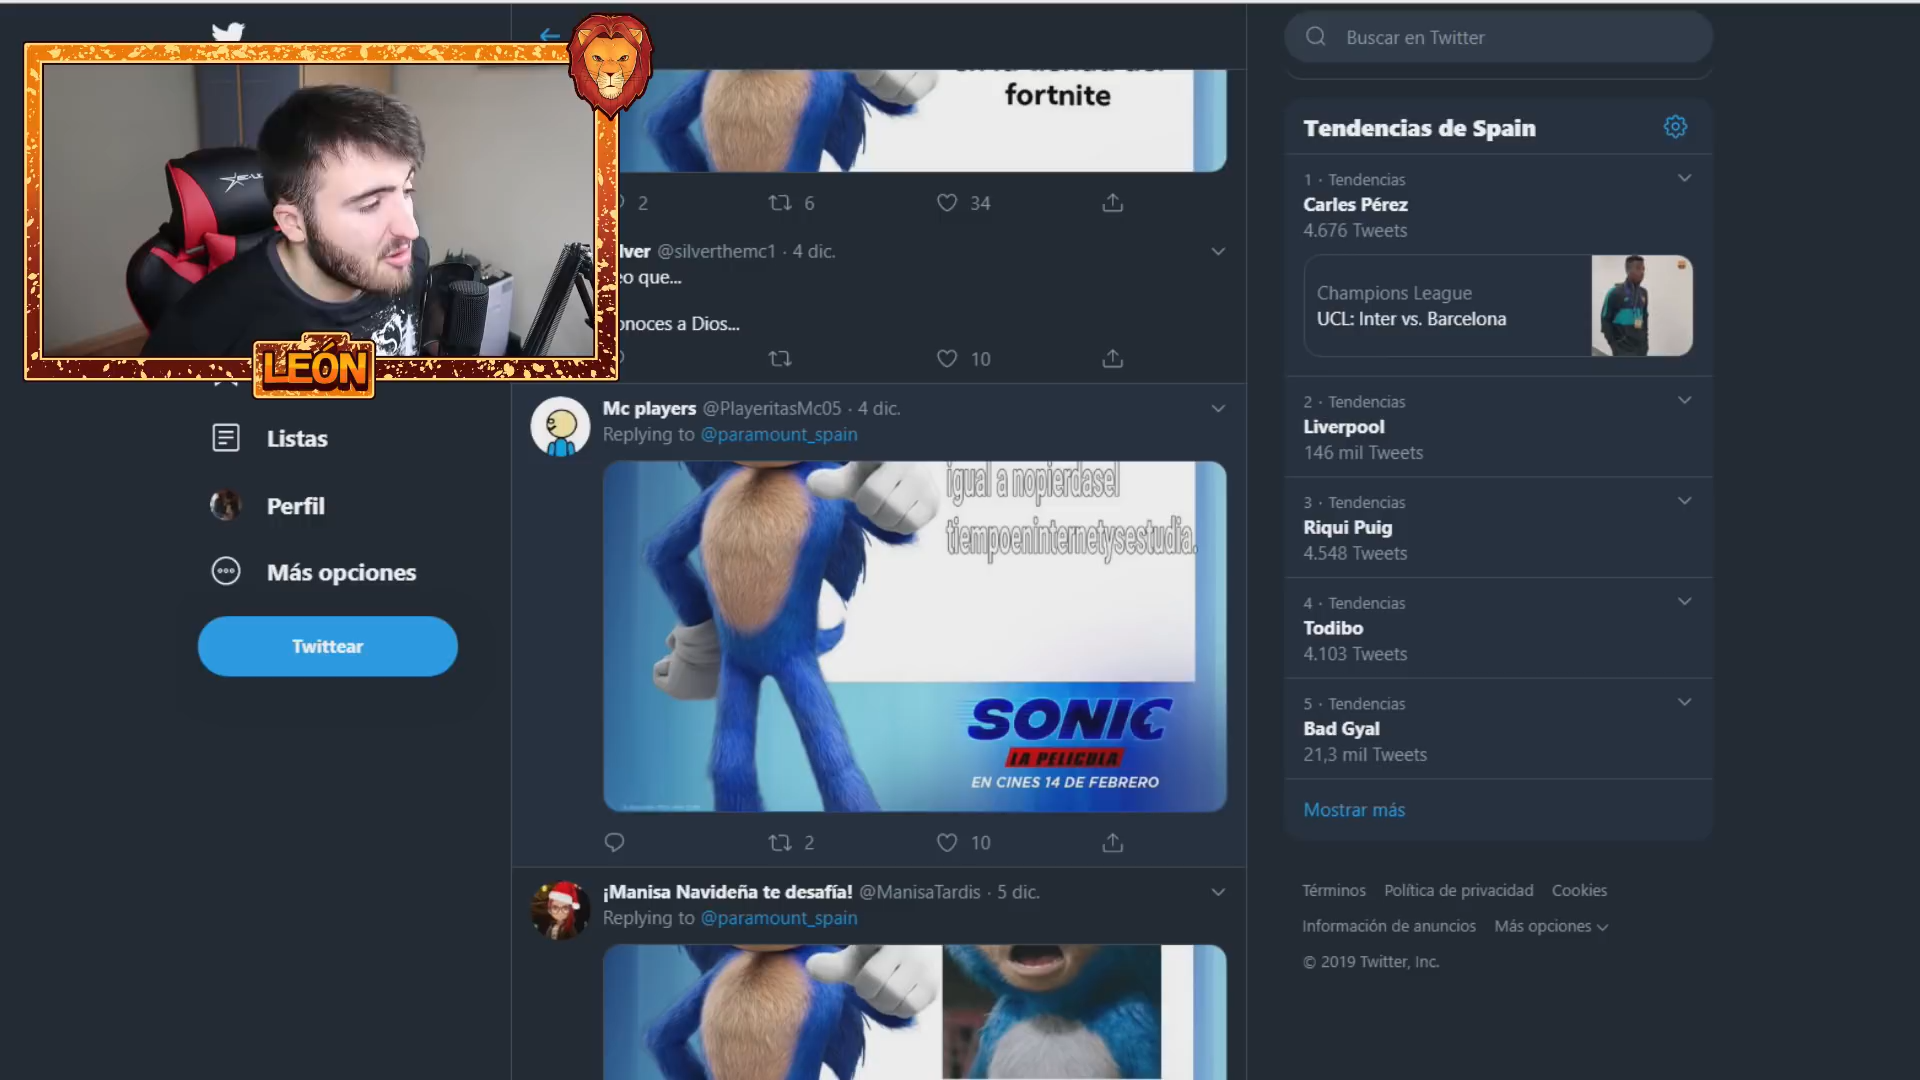 Buscar en Twitter
fortnite
2
6
34
lver @silverthemc1 · 4 dic.
eo que...
onoces a Dios...
10
LEÓN
Listas
Perfil
Más opciones
Twittear
Mc players @PlayeritasMc05 · 4 dic.
Replying to @paramount_spain
igual a nopierdasel
tiempoeninternetysestudia.
SONIC
LA PELICULA
EN CINES 14 DE FEBRERO
2
10
¡Manisa Navideña te desafía! @ManisaTardis · 5 dic.
Replying to @paramount_spain
Tendencias de Spain
1 · Tendencias
Carles Pérez
4.676 Tweets
Champions League
UCL: Inter vs. Barcelona
2 · Tendencias
Liverpool
146 mil Tweets
3 · Tendencias
Riqui Puig
4.548 Tweets
4 · Tendencias
Todibo
4.103 Tweets
5 · Tendencias
Bad Gyal
21,3 mil Tweets
Mostrar más
Términos Política de privacidad Cookies
Información de anuncios Más opciones
© 2019 Twitter, Inc.